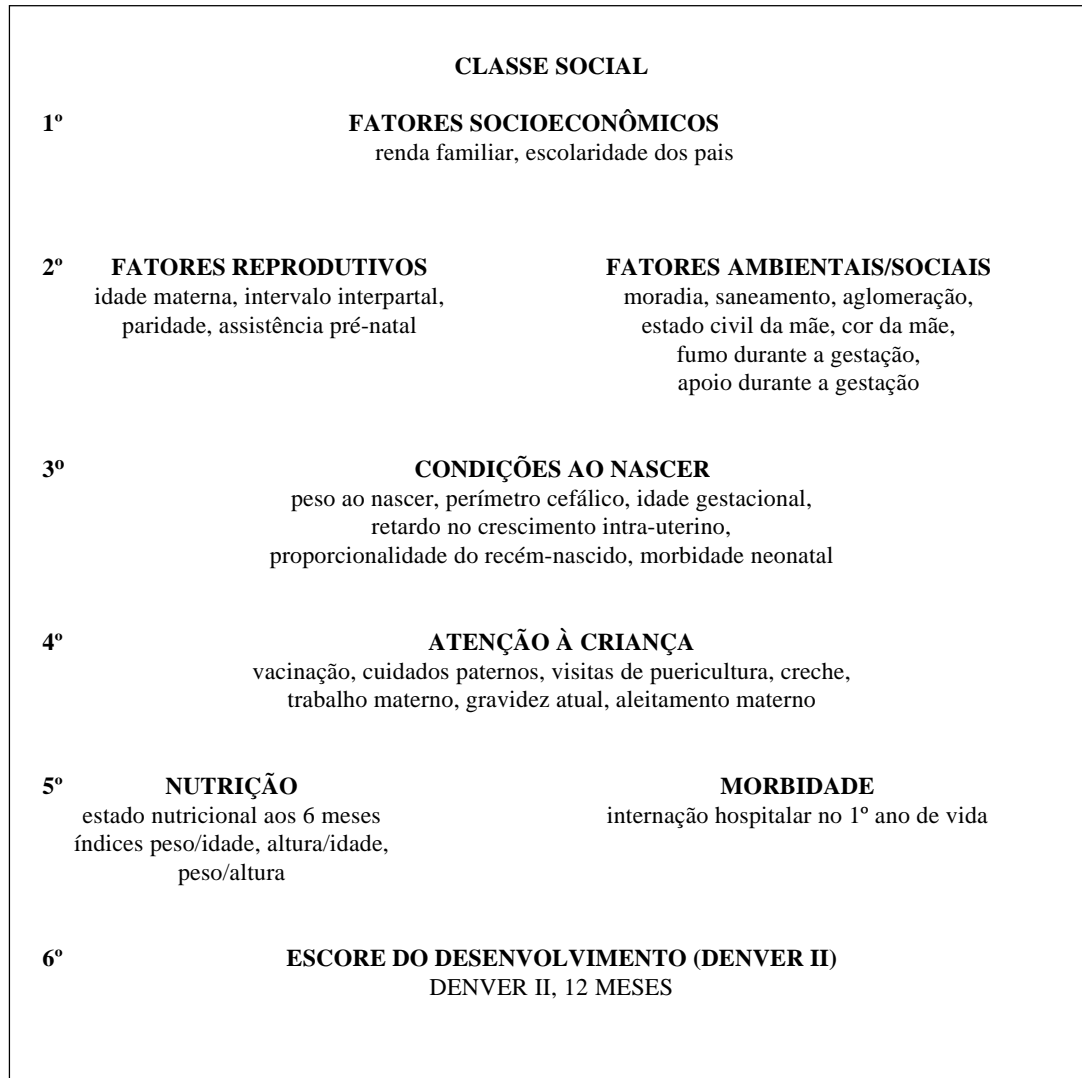 CLASSE SOCIAL
1º FATORES SOCIOECONÔMICOS
renda familiar, escolaridade dos pais
2º FATORES REPRODUTIVOS
idade materna, intervalo interpartal,
paridade, assistência pré-natal
FATORES AMBIENTAIS/SOCIAIS
moradia, saneamento, aglomeração,
estado civil da mãe, cor da mãe,
fumo durante a gestação,
apoio durante a gestação
3º CONDIÇÕES AO NASCER
peso ao nascer, perímetro cefálico, idade gestacional,
retardo no crescimento intra-uterino,
proporcionalidade do recém-nascido, morbidade neonatal
4º ATENÇÃO À CRIANÇA
vacinação, cuidados paternos, visitas de puericultura, creche,
trabalho materno, gravidez atual, aleitamento materno
5º NUTRIÇÃO
estado nutricional aos 6 meses
índices peso/idade, altura/idade,
peso/altura
MORBIDADE
internação hospitalar no 1º ano de vida
6º ESCORE DO DESENVOLVIMENTO (DENVER II)
DENVER II, 12 MESES